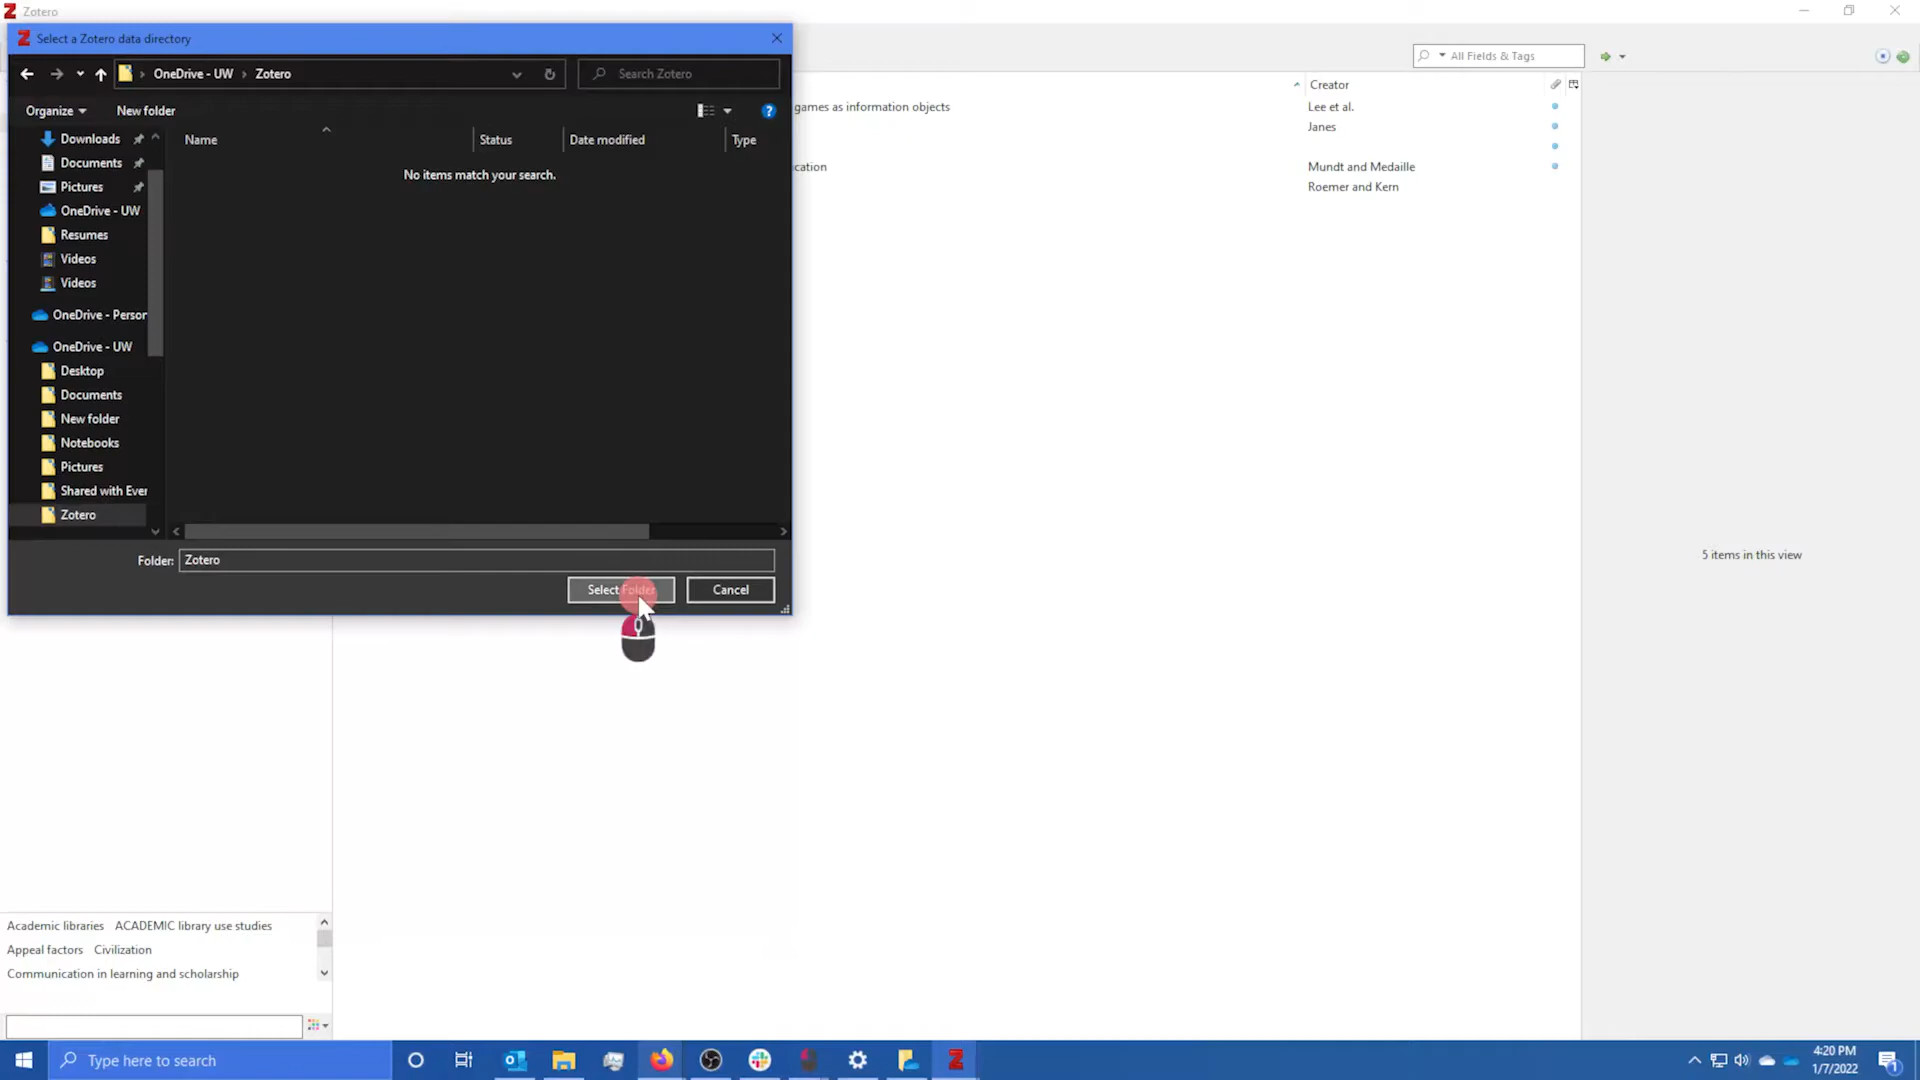 Zotero
Select a Zotero data directory
OneDrive - UW > Zotero
Search Zotero
All Fields & Tags
Organize
New folder
Creator
games as information objects
Lee et al.
Janes
cation
Mundt and Medaille
Roemer and Kern
Name
Status
Date modified
Type
No items match your search.
Downloads
Documents
Pictures
OneDrive - UW
Resumes
Videos
Videos
OneDrive - Person
OneDrive - UW
Desktop
Documents
New folder
Notebooks
Pictures
Shared with Ever
Zotero
Folder: Zotero
Select Folder
Cancel
5 items in this view
Academic libraries ACADEMIC library use studies
Appeal factors Civilization
Communication in learning and scholarship
Type here to search
4:20 PM
1/7/2022
1